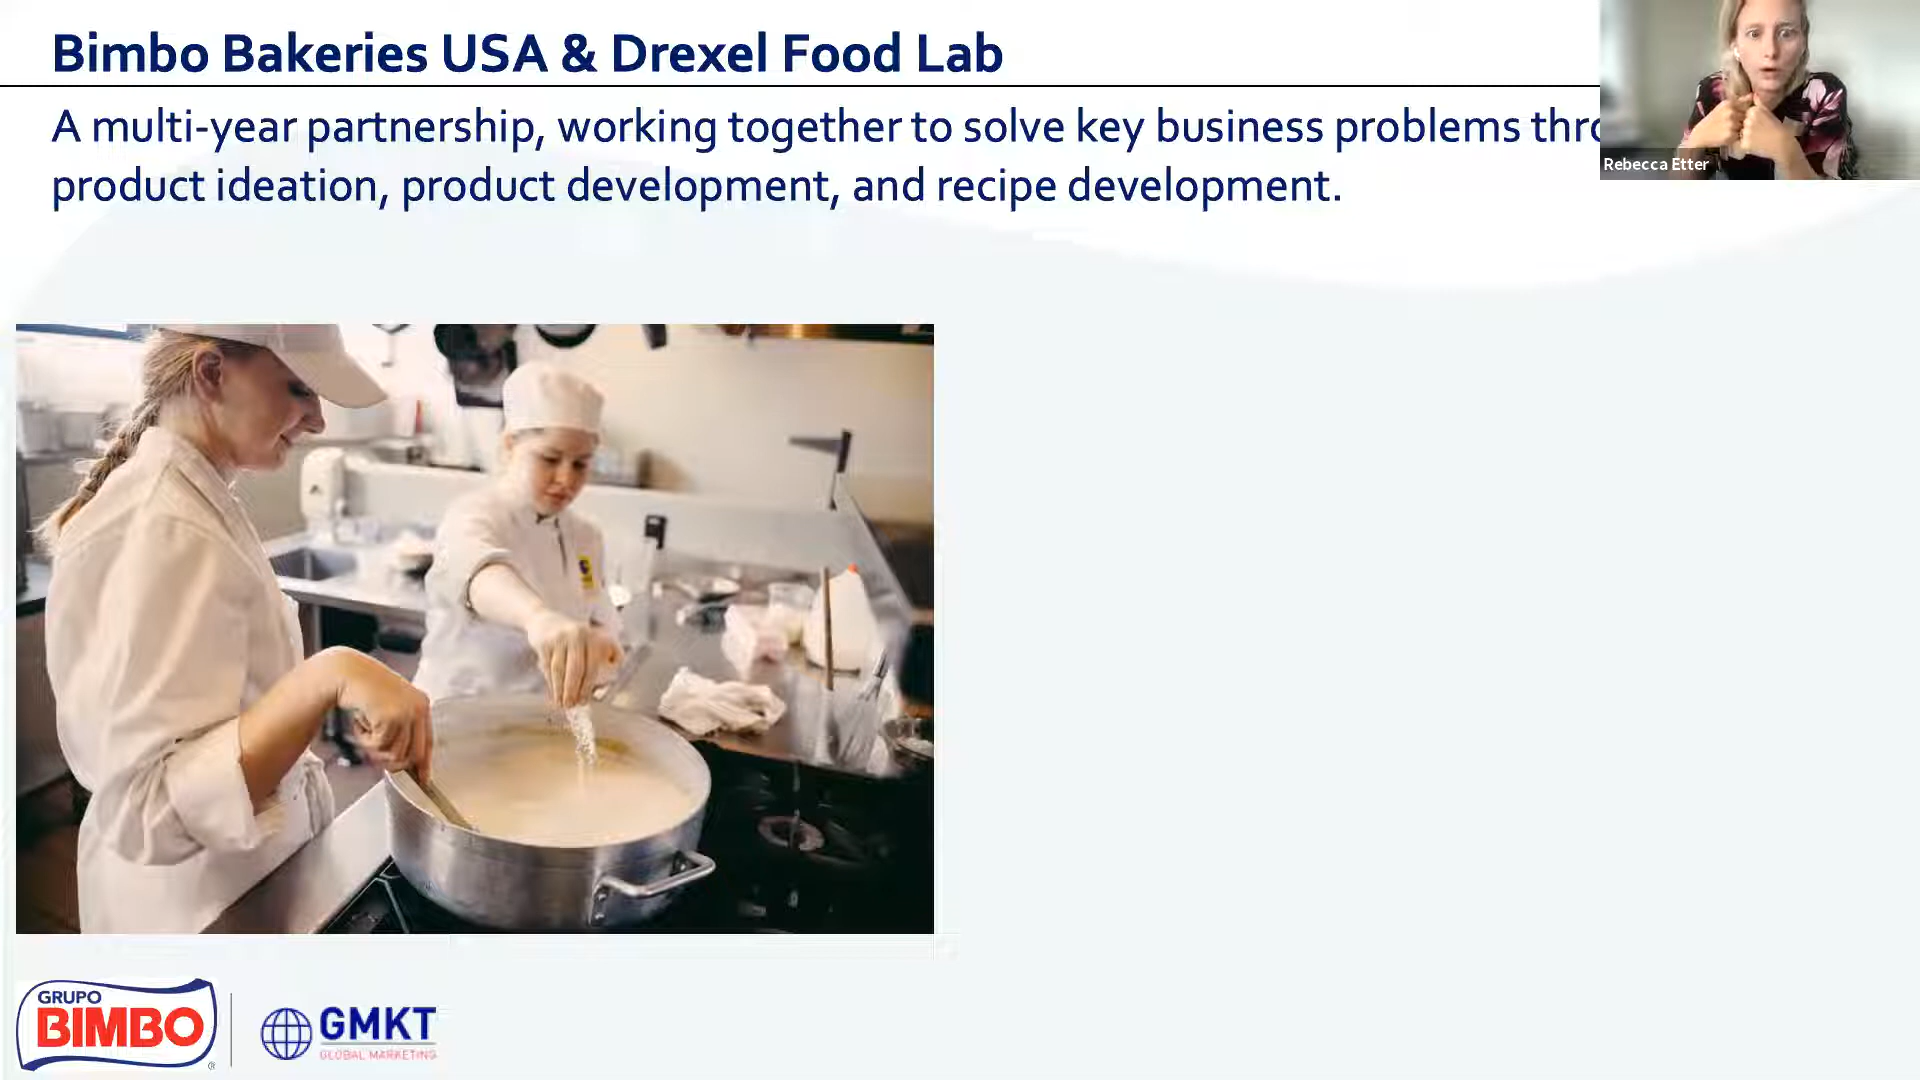 Bimbo Bakeries USA & Drexel Food Lab
A multi-year partnership, working together to solve key business problems thro
product ideation, product development, and recipe development.
Rebecca Etter
GRUPO
BIMBO
®
GMKT
GLOBAL MARKETING